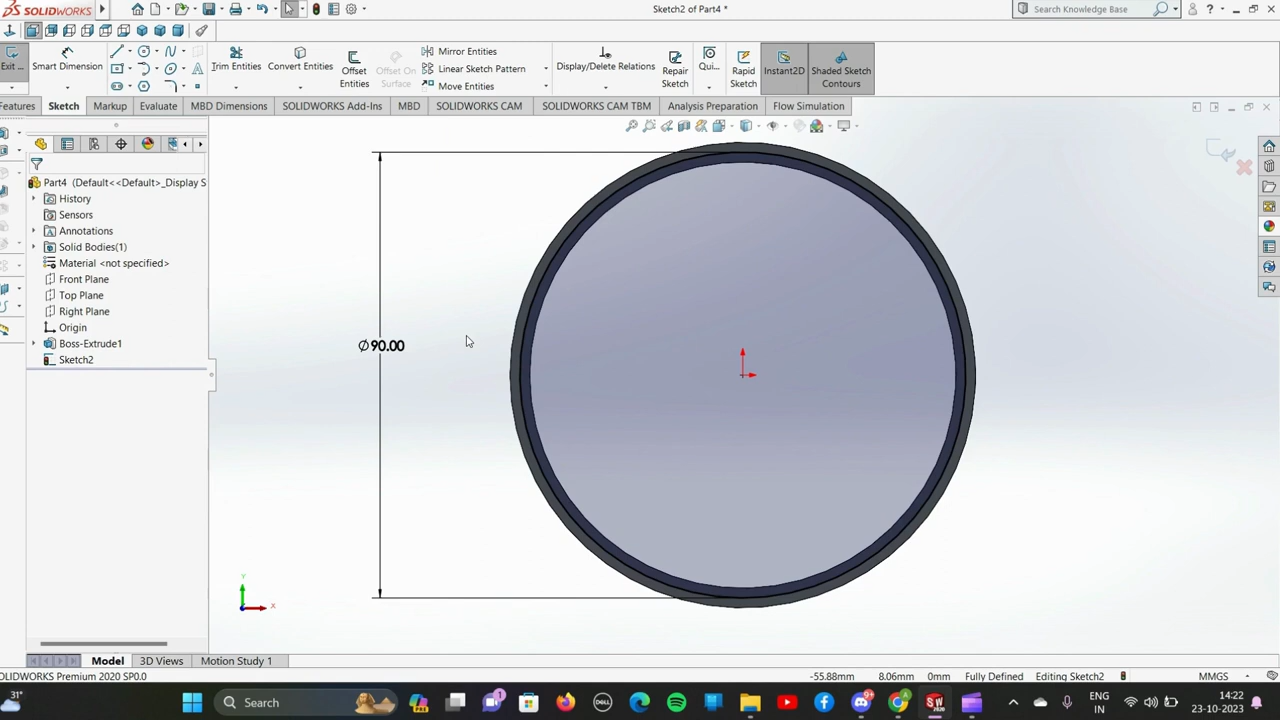 SOLIDWORKS
Sketch2 of Part4 *
Search Knowledge Base
Exit ...
Smart Dimension
Trim Entities
Convert Entities
Offset
Entities
Offset On
Surface
Mirror Entities
Linear Sketch Pattern
Move Entities
Display/Delete Relations
Repair
Sketch
Qui...
Rapid
Sketch
Instant2D
Shaded Sketch
Contours
Features
Sketch
Markup
Evaluate
MBD Dimensions
SOLIDWORKS Add-Ins
MBD
SOLIDWORKS CAM
SOLIDWORKS CAM TBM
Analysis Preparation
Flow Simulation
Part4 (Default<<Default>_Display S
History
Sensors
Annotations
Solid Bodies(1)
Material <not specified>
Front Plane
Top Plane
Right Plane
Origin
Boss-Extrude1
Sketch2
∅90.00
Y
X
Model
3D Views
Motion Study 1
OLIDWORKS Premium 2020 SP0.0
-55.88mm
8.06mm
0mm
Fully Defined
Editing Sketch2
MMGS
31°
Search
ENG
IN
14:22
23-10-2023